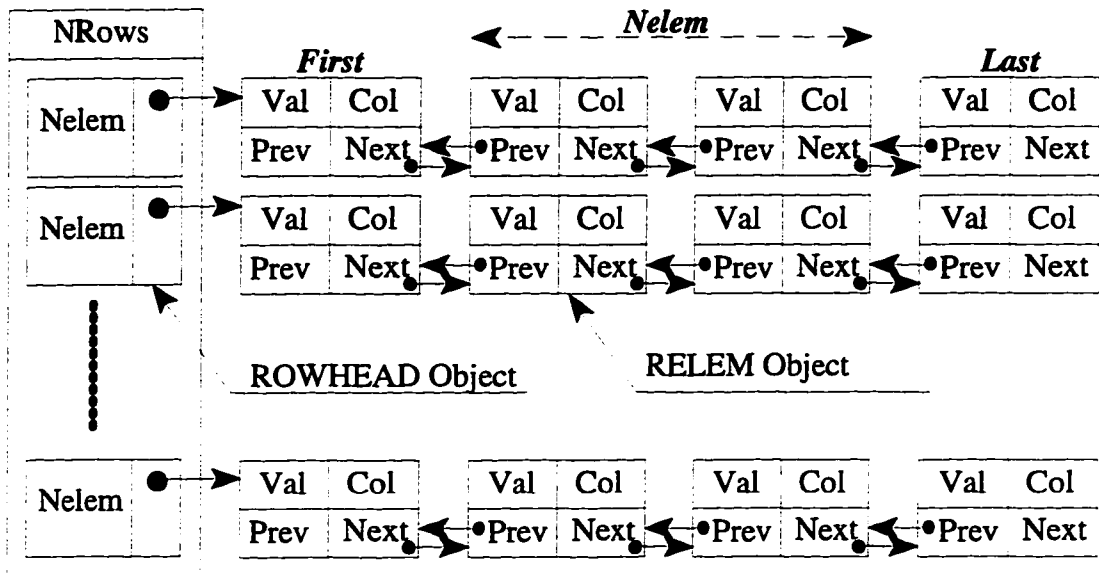 NRows
Nelem
First
Last
Nelem
Val Col Val Col Val Col Val Col
Prev Next Prev Next Prev Next Prev Next
Nelem
Val Col Val Col Val Col Val Col
Prev Next Prev Next Prev Next Prev Next
ROWHEAD Object
RELEM Object
Nelem
Val Col Val Col Val Col Val Col
Prev Next Prev Next Prev Next Prev Next